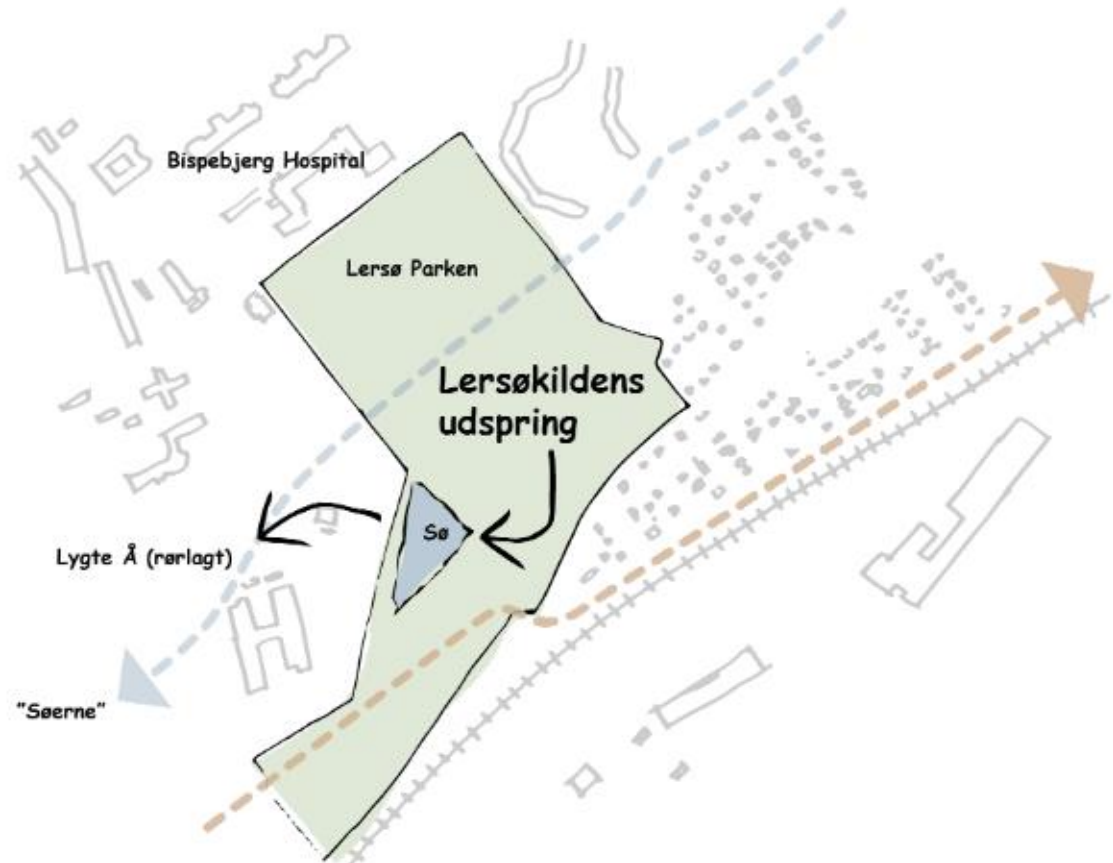 Bispebjerg Hospital
Lersø Parken
Lersøkildens
udspring
Sø
Lygte Å (rørlagt)
”Søerne”